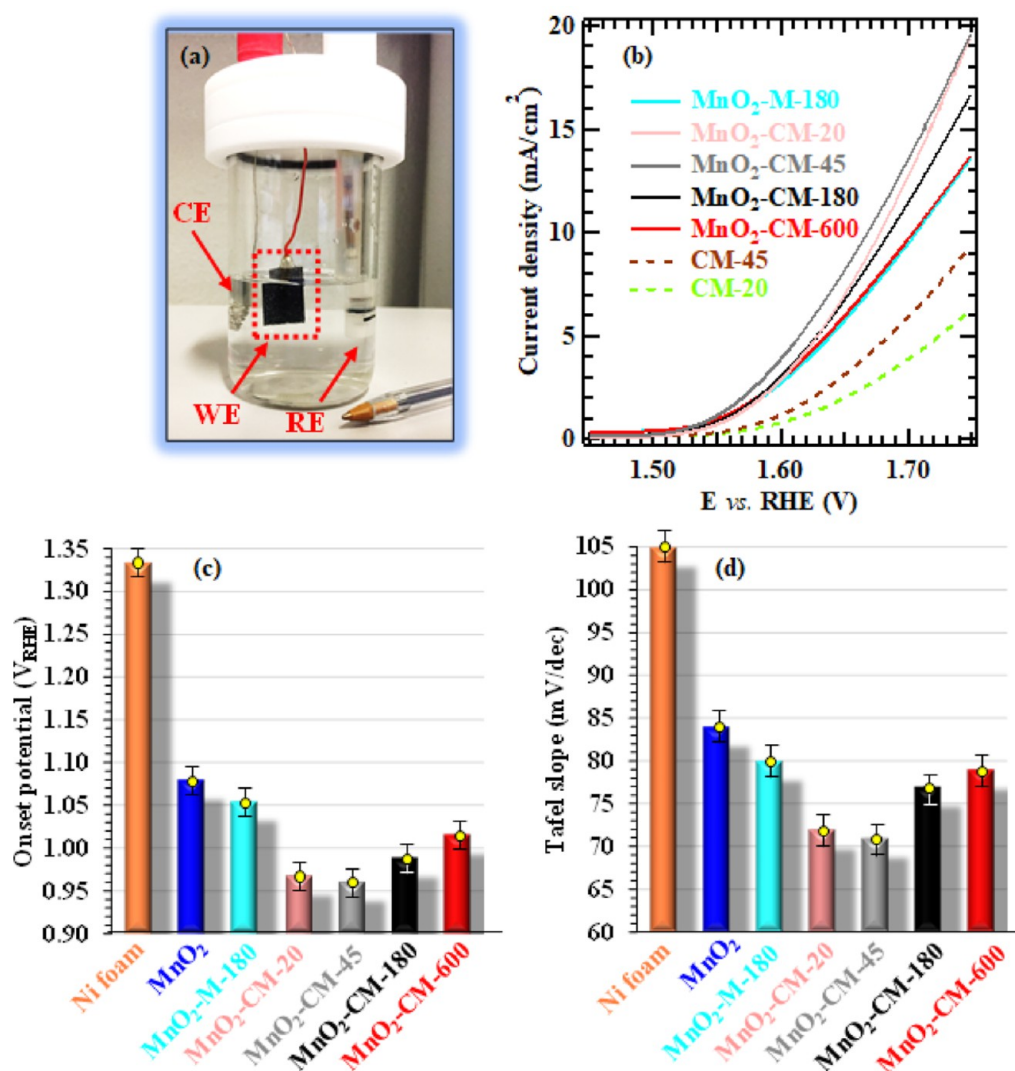 (a)
CE
WE
RE
(b)
Current density (mA/cm²)
20
15
10
5
0
MnO₂-M-180
MnO₂-CM-20
MnO₂-CM-45
MnO₂-CM-180
MnO₂-CM-600
CM-45
CM-20
1.50 1.60 1.70
E vs. RHE (V)
(c)
Onset potential (V_RHE)
1.35
1.30
1.25
1.20
1.15
1.10
1.05
1.00
0.95
0.90
Ni foam
MnO₂
MnO₂-M-180
MnO₂-CM-20
MnO₂-CM-45
MnO₂-CM-180
MnO₂-CM-600
(d)
Tafel slope (mV/dec)
105
100
95
90
85
80
75
70
65
60
Ni foam
MnO₂
MnO₂-M-180
MnO₂-CM-20
MnO₂-CM-45
MnO₂-CM-180
MnO₂-CM-600